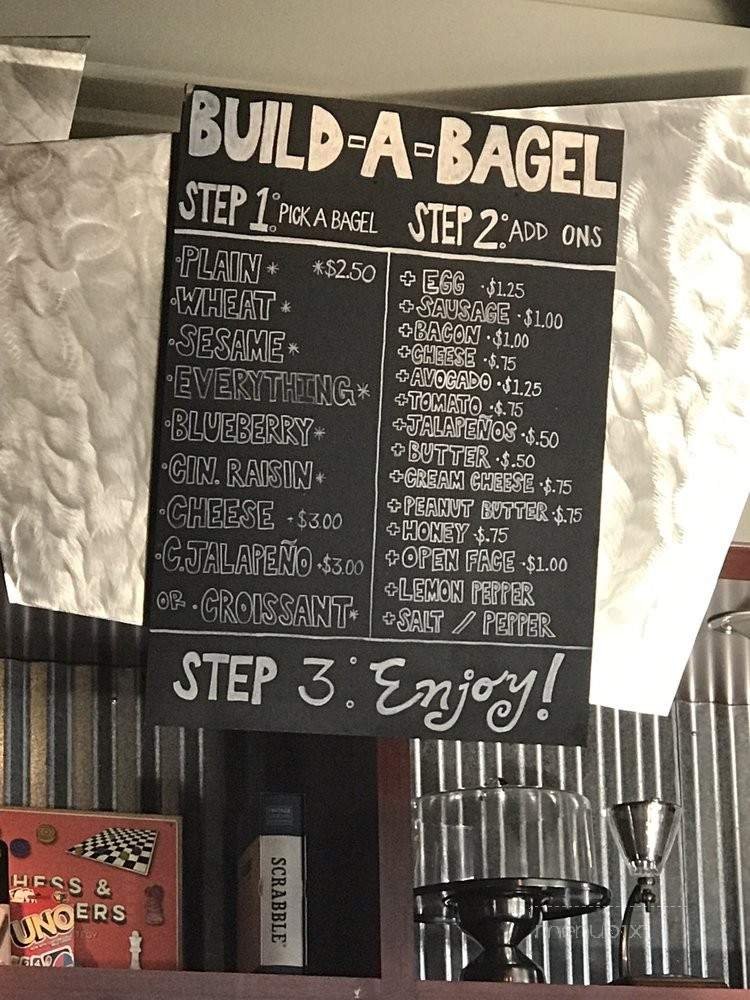 BUILD-A-BAGEL
STEP 1: PICK A BAGEL
·PLAIN * *$2.50
·WHEAT *
·SESAME *
·EVERYTHING *
·BLUEBERRY *
·CIN. RAISIN *
·CHEESE ·$3.00
·C.JALAPEÑO ·$3.00
OR ·CROISSANT *
STEP 2: ADD ONS
+ EGG ·$1.25
+ SAUSAGE ·$1.00
+ BACON ·$1.00
+ CHEESE ·$.75
+ AVOCADO ·$1.25
+ TOMATO ·$.75
+ JALAPEÑOS ·$.50
+ BUTTER ·$.50
+ CREAM CHEESE ·$.75
+ PEANUT BUTTER ·$.75
+ HONEY ·$.75
+ OPEN FACE ·$1.00
+ LEMON PEPPER
+ SALT / PEPPER
STEP 3: Enjoy!
HESS &
ERS
UNO
SCRABBLE
menubix